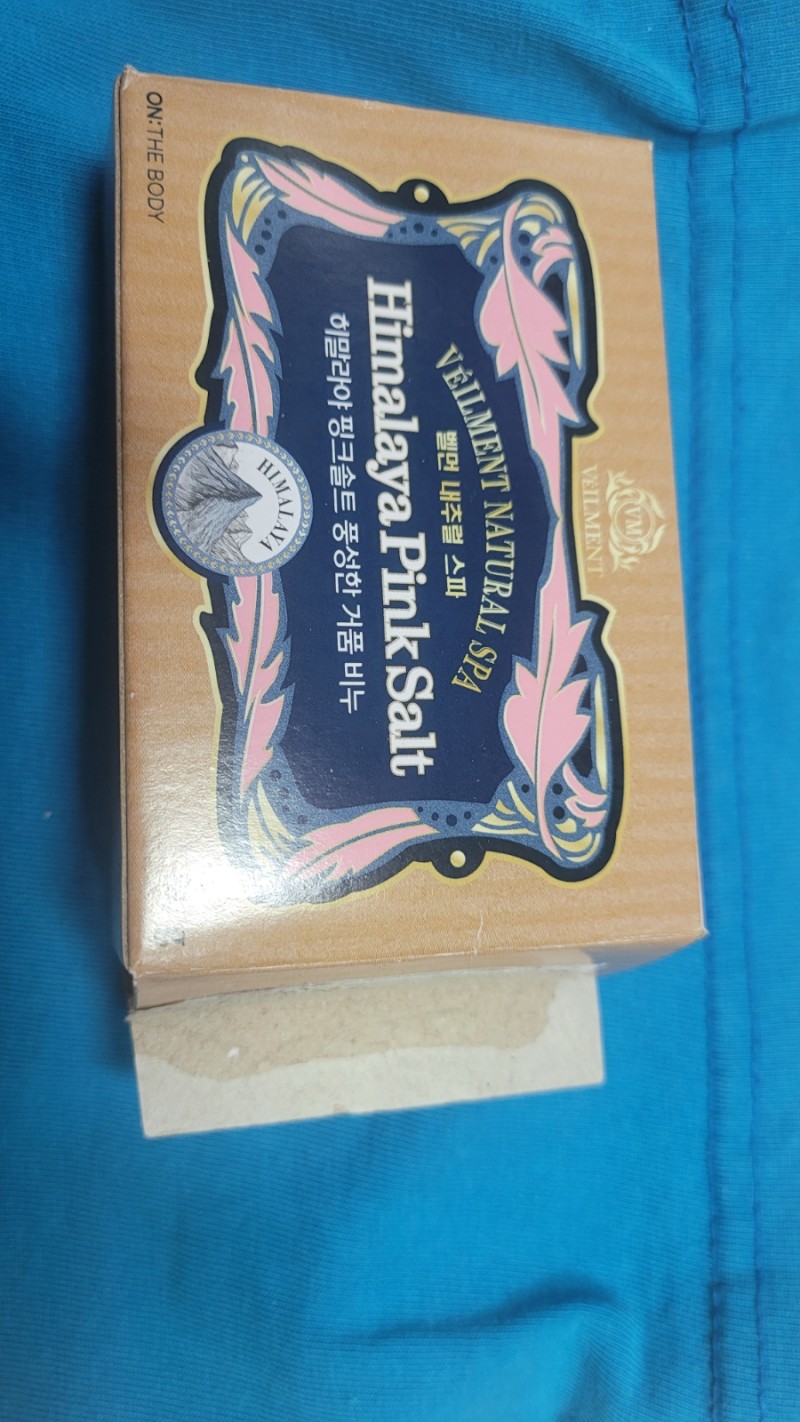 VM
VEILMENT
VEILMENT NATURAL SPA
벨먼 내추럴 스파
Himalaya Pink Salt
히말라야 핑크솔트 풍성한 거품 비누
HIMALAYA
ON:THE BODY